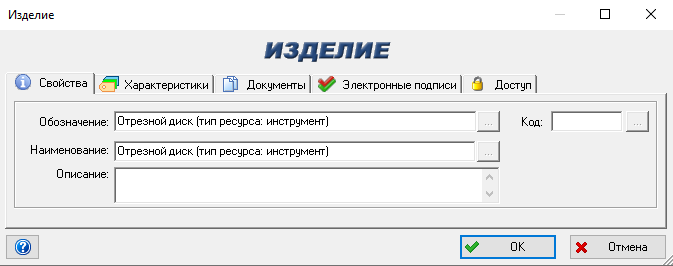 Изделие
ИЗДЕЛИЕ
Свойства Характеристики Документы Электронные подписи Доступ
Обозначение: Отрезной диск (тип ресурса: инструмент) ... Код: ...
Наименование: Отрезной диск (тип ресурса: инструмент) ...
Описание:
OK Отмена